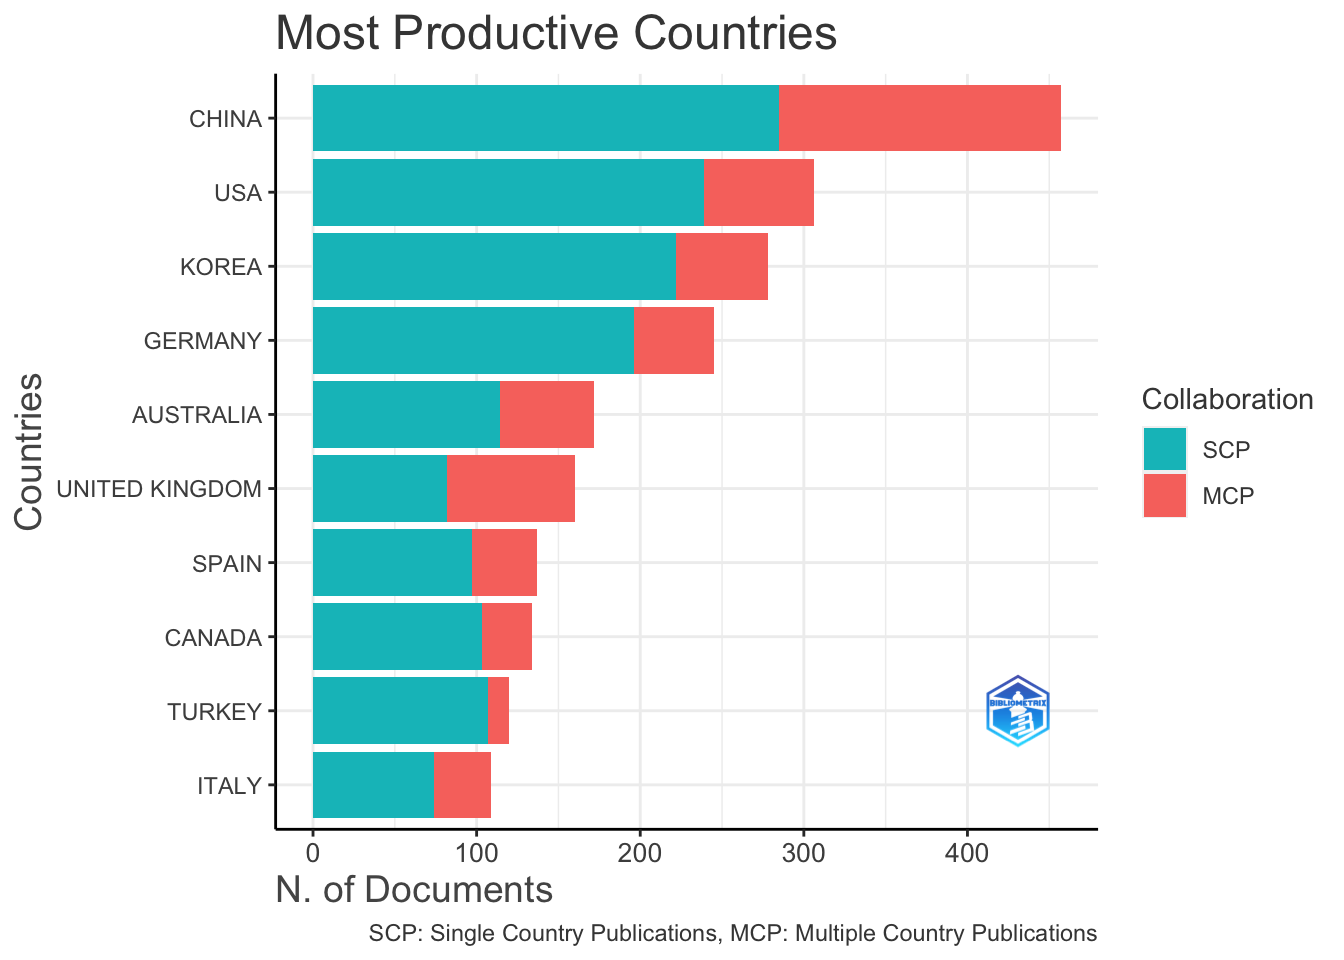 Most Productive Countries
Countries
CHINA
USA
KOREA
GERMANY
AUSTRALIA
UNITED KINGDOM
SPAIN
CANADA
TURKEY
ITALY
0 100 200 300 400
N. of Documents
SCP: Single Country Publications, MCP: Multiple Country Publications
Collaboration
SCP
MCP
BIBLIOMETRIX